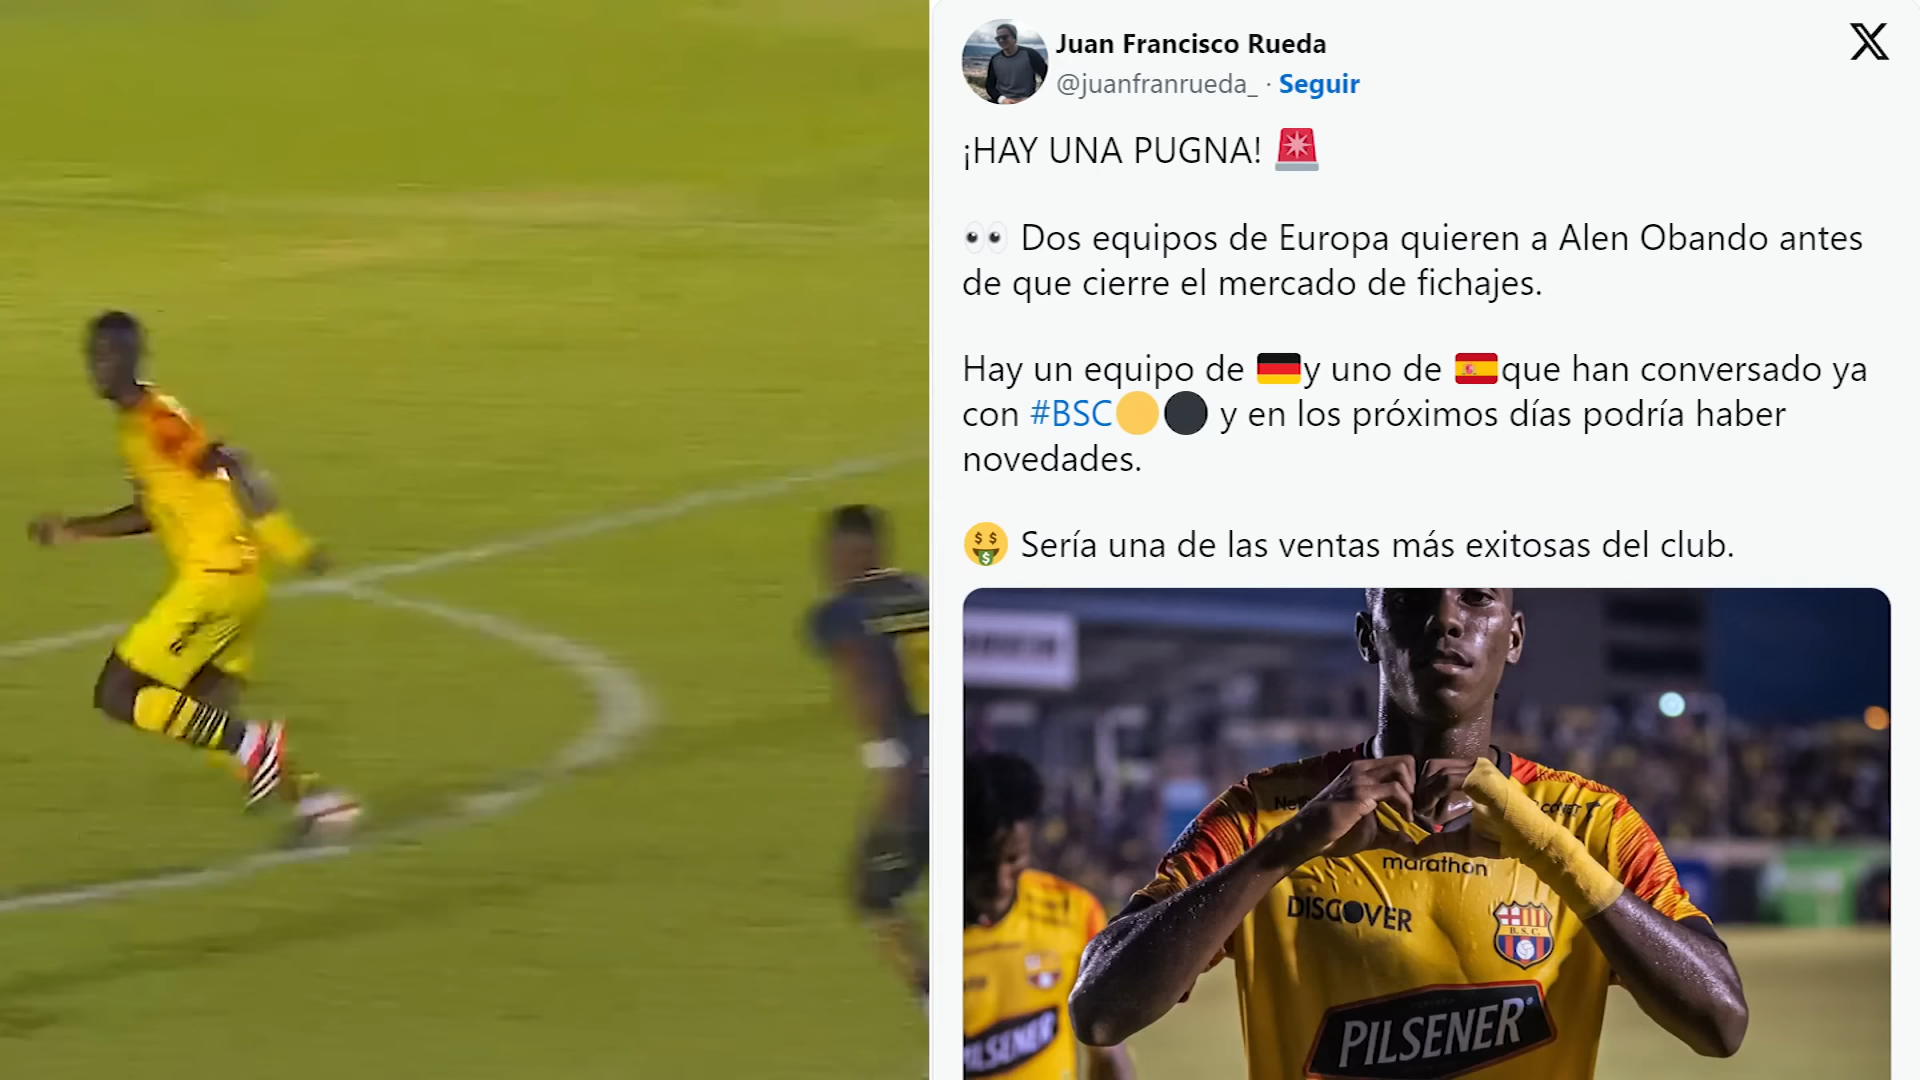 Juan Francisco Rueda
@juanfranrueda_ · Seguir
¡HAY UNA PUGNA! 🚨
👀 Dos equipos de Europa quieren a Alen Obando antes
de que cierre el mercado de fichajes.
Hay un equipo de 🇩🇪y uno de 🇪🇸que han conversado ya
con #BSC🟡⚫ y en los próximos días podría haber
novedades.
🤑 Sería una de las ventas más exitosas del club.
marathon
DISCOVER
B.S.C.
PILSENER